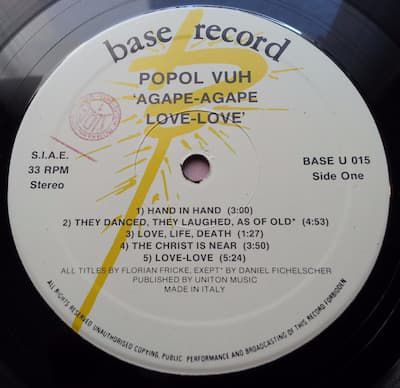 base record
POPOL VUH
'AGAPE-AGAPE
LOVE-LOVE'
S.I.A.E.
33 RPM
Stereo
BASE U 015
Side One
1) HAND IN HAND (3:00)
2) THEY DANCED, THEY LAUGHED, AS OF OLD* (4:53)
3) LOVE, LIFE, DEATH (1:27)
4) THE CHRIST IS NEAR (3:50)
5) LOVE-LOVE (5:24)
ALL TITLES BY FLORIAN FRICKE, EXEPT* BY DANIEL FICHELSCHER
PUBLISHED BY UNITON MUSIC
MADE IN ITALY
ALL RIGHTS RESERVED UNAUTHORISED COPYING, PUBLIC PERFORMANCE AND BROADCASTING OF THIS RECORD FORBIDDEN